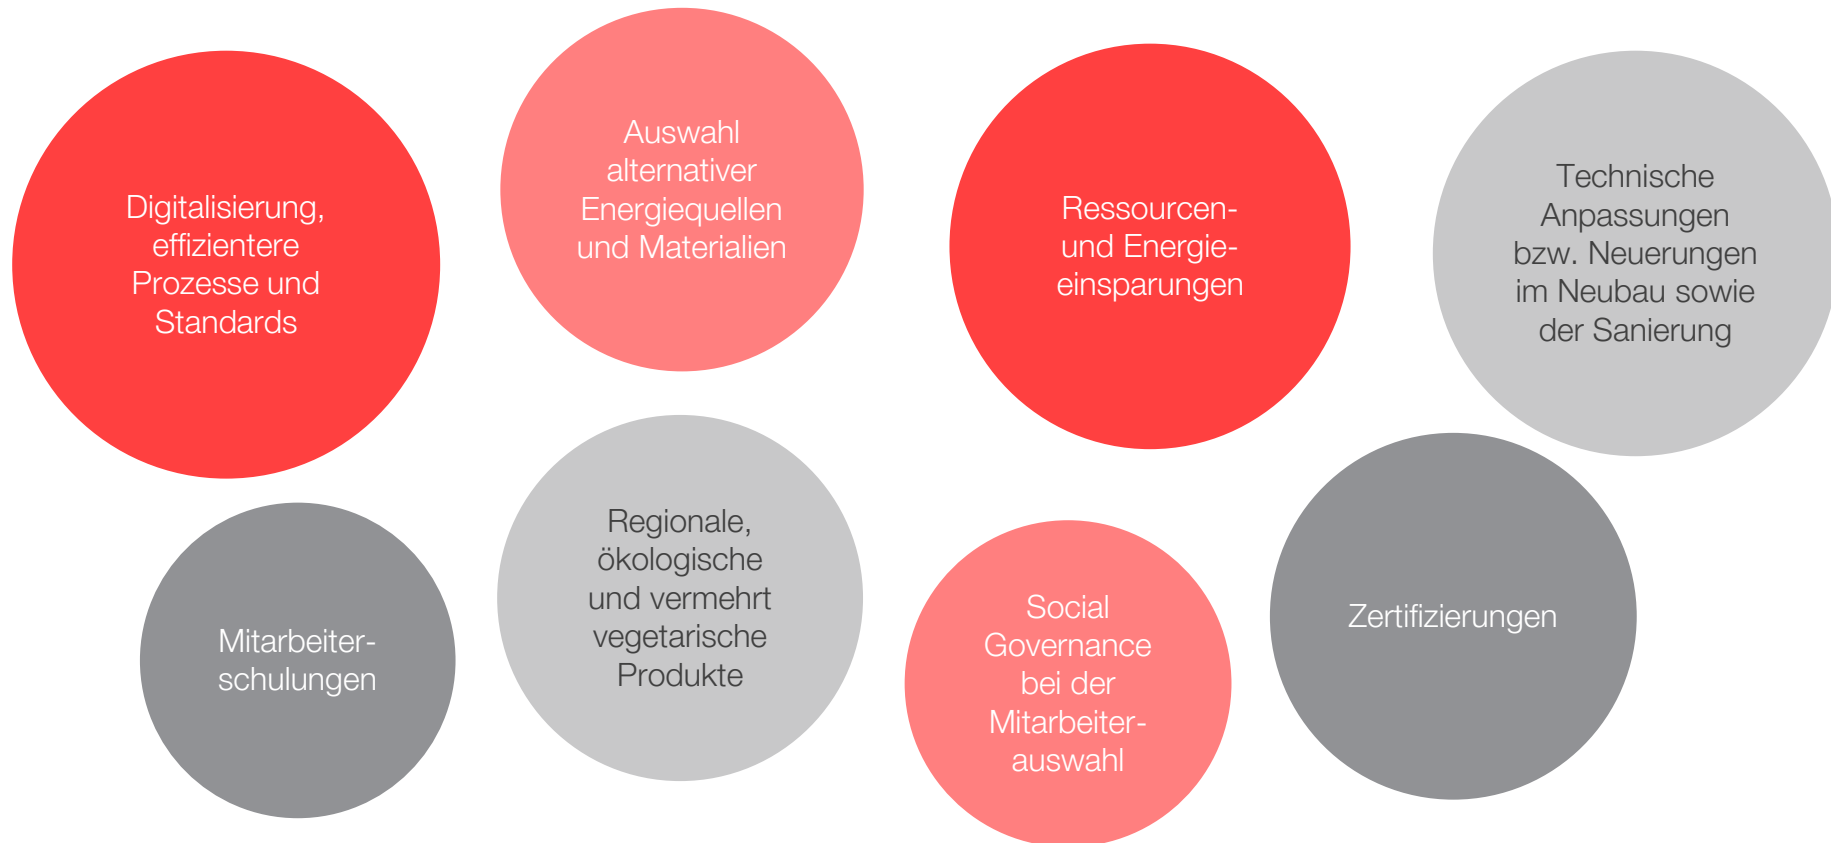 Digitalisierung,
effizientere
Prozesse und
Standards
Auswahl
alternativer
Energiequellen
und Materialien
Ressourcen-
und Energie-
einsparungen
Technische
Anpassungen
bzw. Neuerungen
im Neubau sowie
der Sanierung
Mitarbeiter-
schulungen
Regionale,
ökologische
und vermehrt
vegetarische
Produkte
Social
Governance
bei der
Mitarbeiter-
auswahl
Zertifizierungen